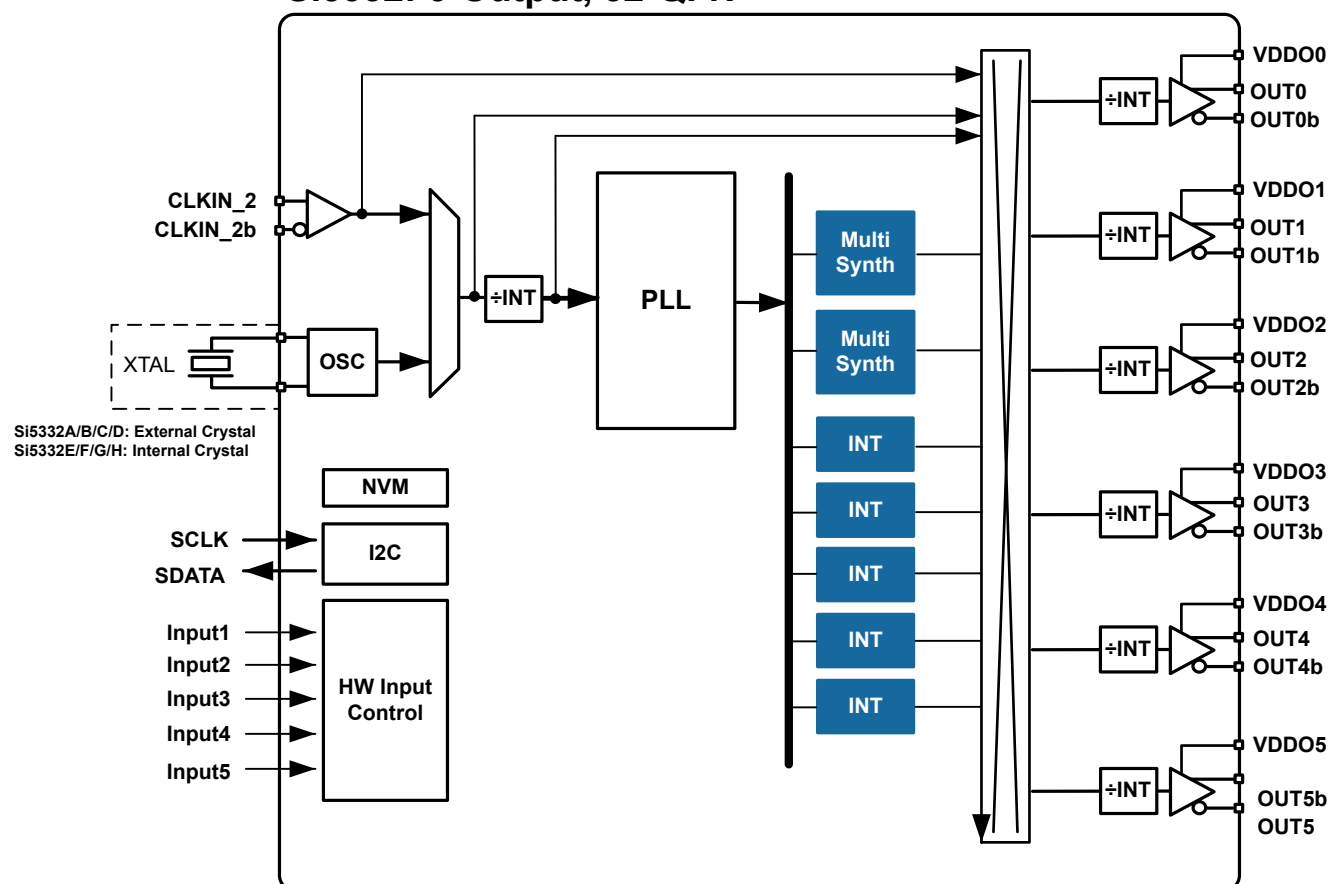 VDDO0
÷INT
OUT0
OUT0b
CLKIN_2
CLKIN_2b
Multi
Synth
VDDO1
÷INT
OUT1
OUT1b
÷INT
PLL
XTAL
OSC
Multi
Synth
VDDO2
÷INT
OUT2
OUT2b
Si5332A/B/C/D: External Crystal
Si5332E/F/G/H: Internal Crystal
INT
NVM
INT
VDDO3
÷INT
OUT3
OUT3b
SCLK
SDATA
I2C
INT
Input1
Input2
Input3
Input4
Input5
HW Input
Control
INT
INT
VDDO4
÷INT
OUT4
OUT4b
VDDO5
÷INT
OUT5b
OUT5